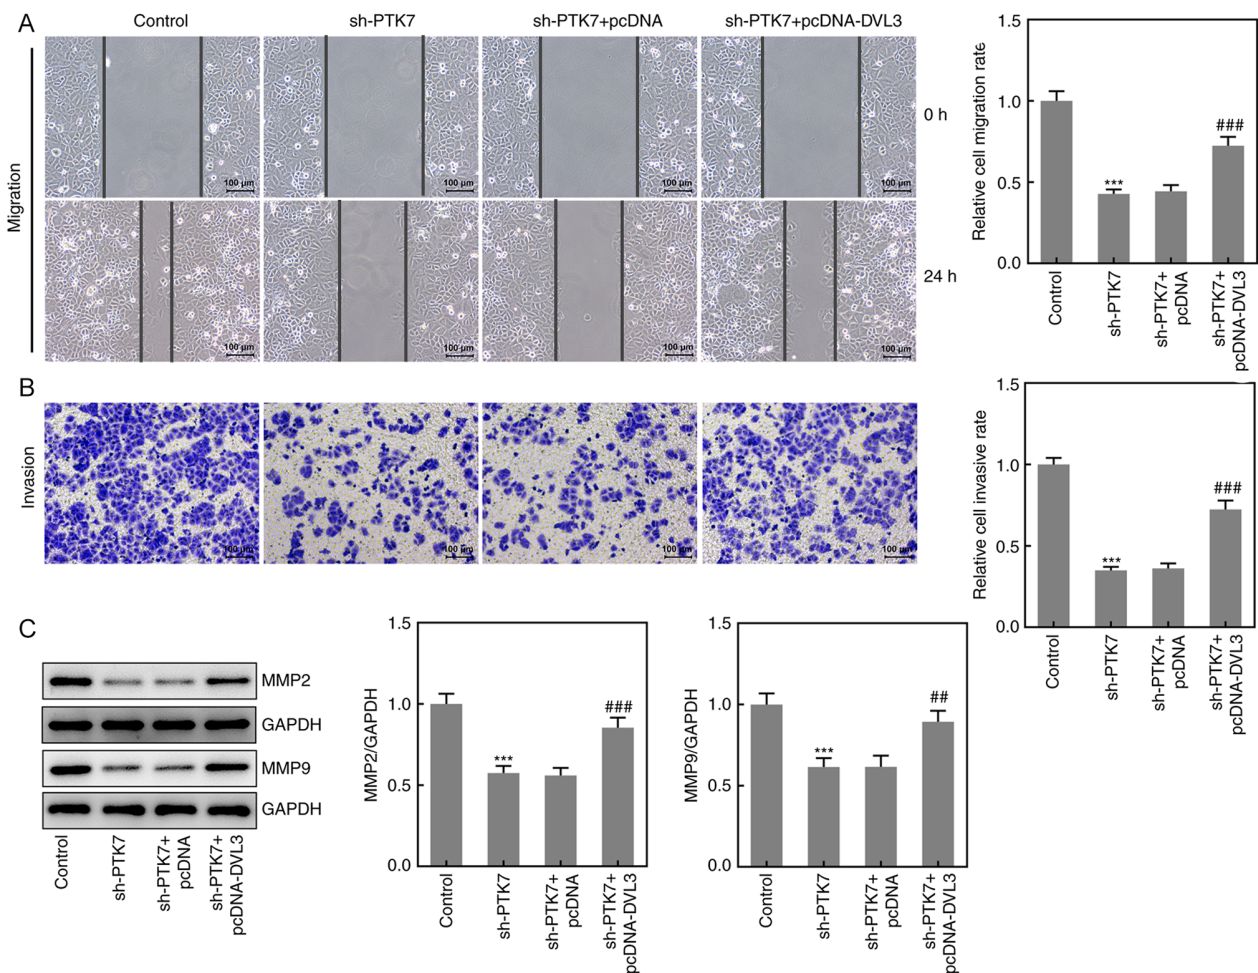 A
Control
sh-PTK7
sh-PTK7+pcDNA
sh-PTK7+pcDNA-DVL3
Migration
0 h
100 μm
100 μm
100 μm
100 μm
24 h
100 μm
100 μm
100 μm
100 μm
Relative cell migration rate
1.5
1.0
0.5
0.0
***
###
Control
sh-PTK7
sh-PTK7+
pcDNA
sh-PTK7+
pcDNA-DVL3
B
Invasion
100 μm
100 μm
100 μm
100 μm
Relative cell invasive rate
1.5
1.0
0.5
0.0
***
###
Control
sh-PTK7
sh-PTK7+
pcDNA
sh-PTK7+
pcDNA-DVL3
C
MMP2
GAPDH
MMP9
GAPDH
Control
sh-PTK7
sh-PTK7+
pcDNA
sh-PTK7+
pcDNA-DVL3
MMP2/GAPDH
1.5
1.0
0.5
0.0
***
###
Control
sh-PTK7
sh-PTK7+
pcDNA
sh-PTK7+
pcDNA-DVL3
MMP9/GAPDH
1.5
1.0
0.5
0.0
***
##
Control
sh-PTK7
sh-PTK7+
pcDNA
sh-PTK7+
pcDNA-DVL3